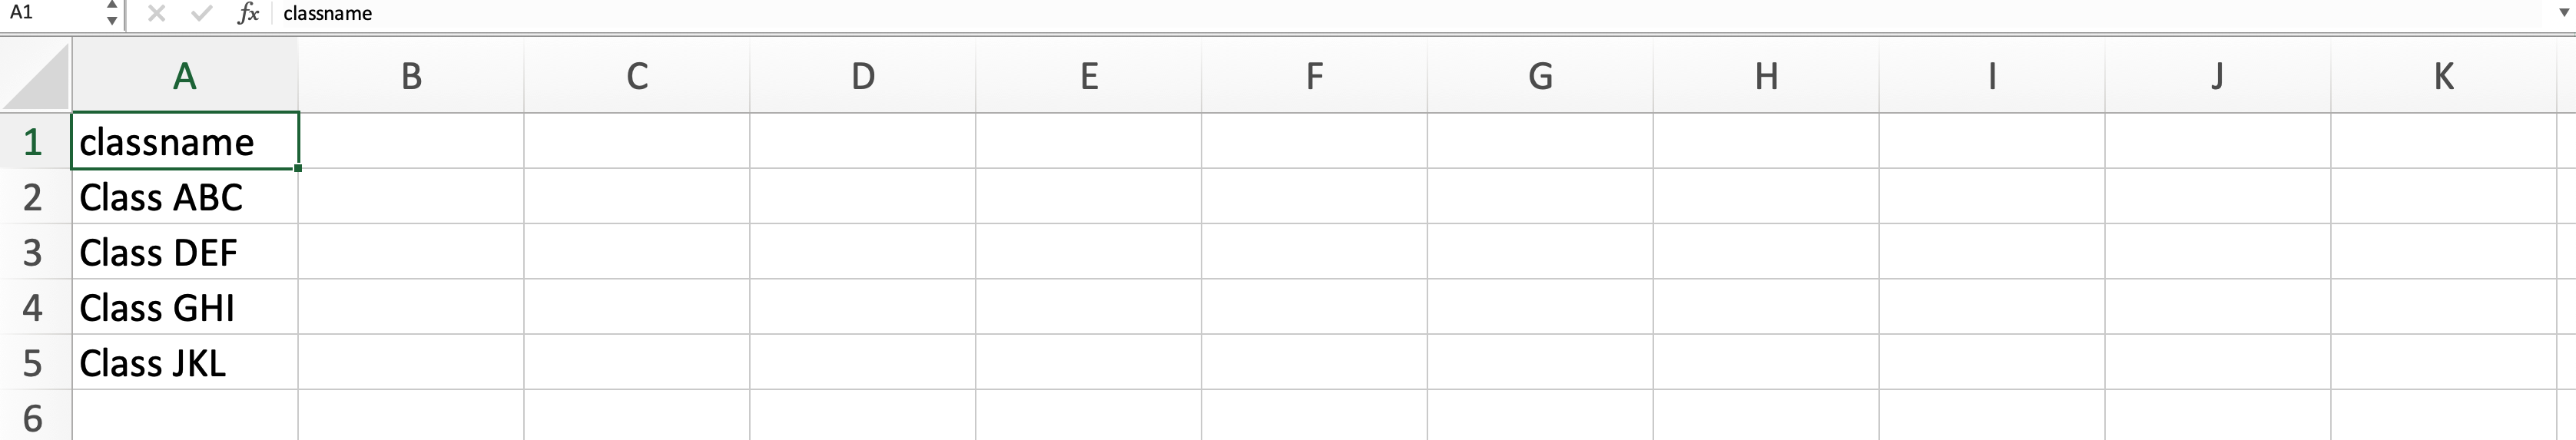 A1 fx classname
A B C D E F G H I J K
1 classname
2 Class ABC
3 Class DEF
4 Class GHI
5 Class JKL
6